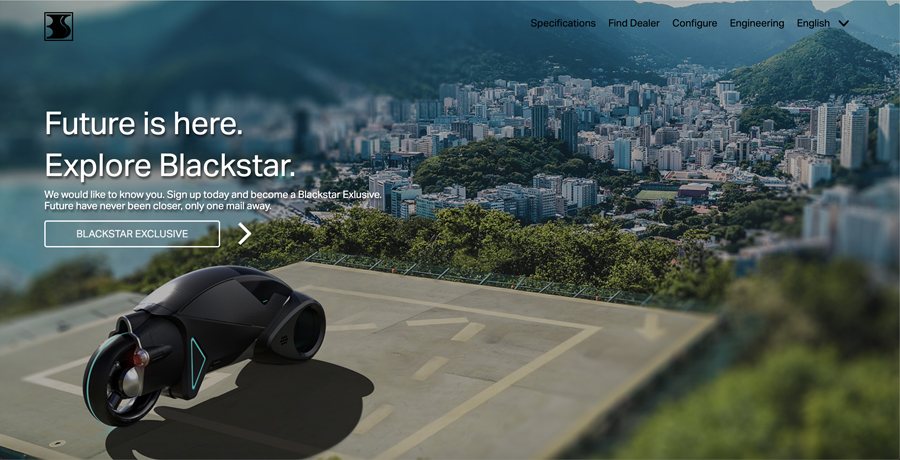 Specifications Find Dealer Configure Engineering English
Future is here.
Explore Blackstar.
We would like to know you. Sign up today and become a Blackstar Exlusive.
Future have never been closer, only one mail away.
BLACKSTAR EXCLUSIVE